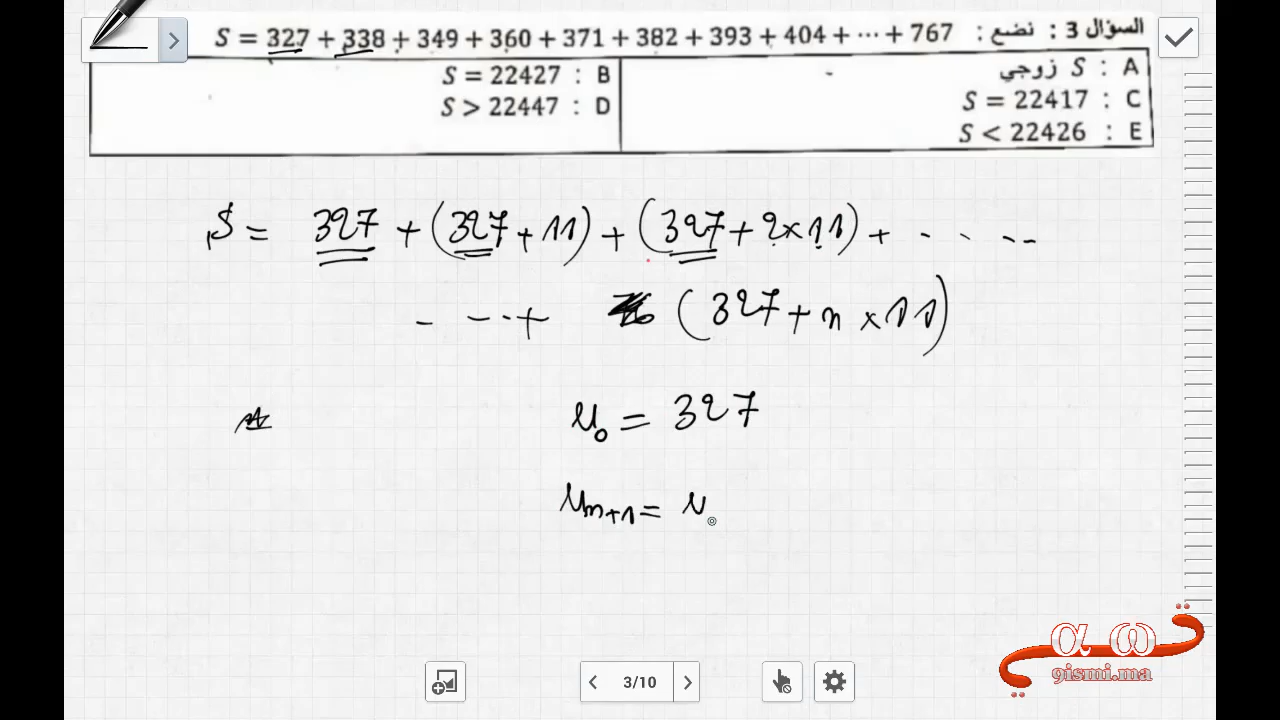 السؤال 3 : نضع : S = 327 + 338 + 349 + 360 + 371 + 382 + 393 + 404 + ⋯ + 767
A : S زوجي
B : S = 22427
C : S = 22417
D : S > 22447
E : S < 22426
S = 327 + (327 + 11) + (327 + 2×11) + - - --
- - - - + (327 + n × 11)
u₀ = 327
uₙ₊₁ = u
α ω ق
9ismi.ma
3/10